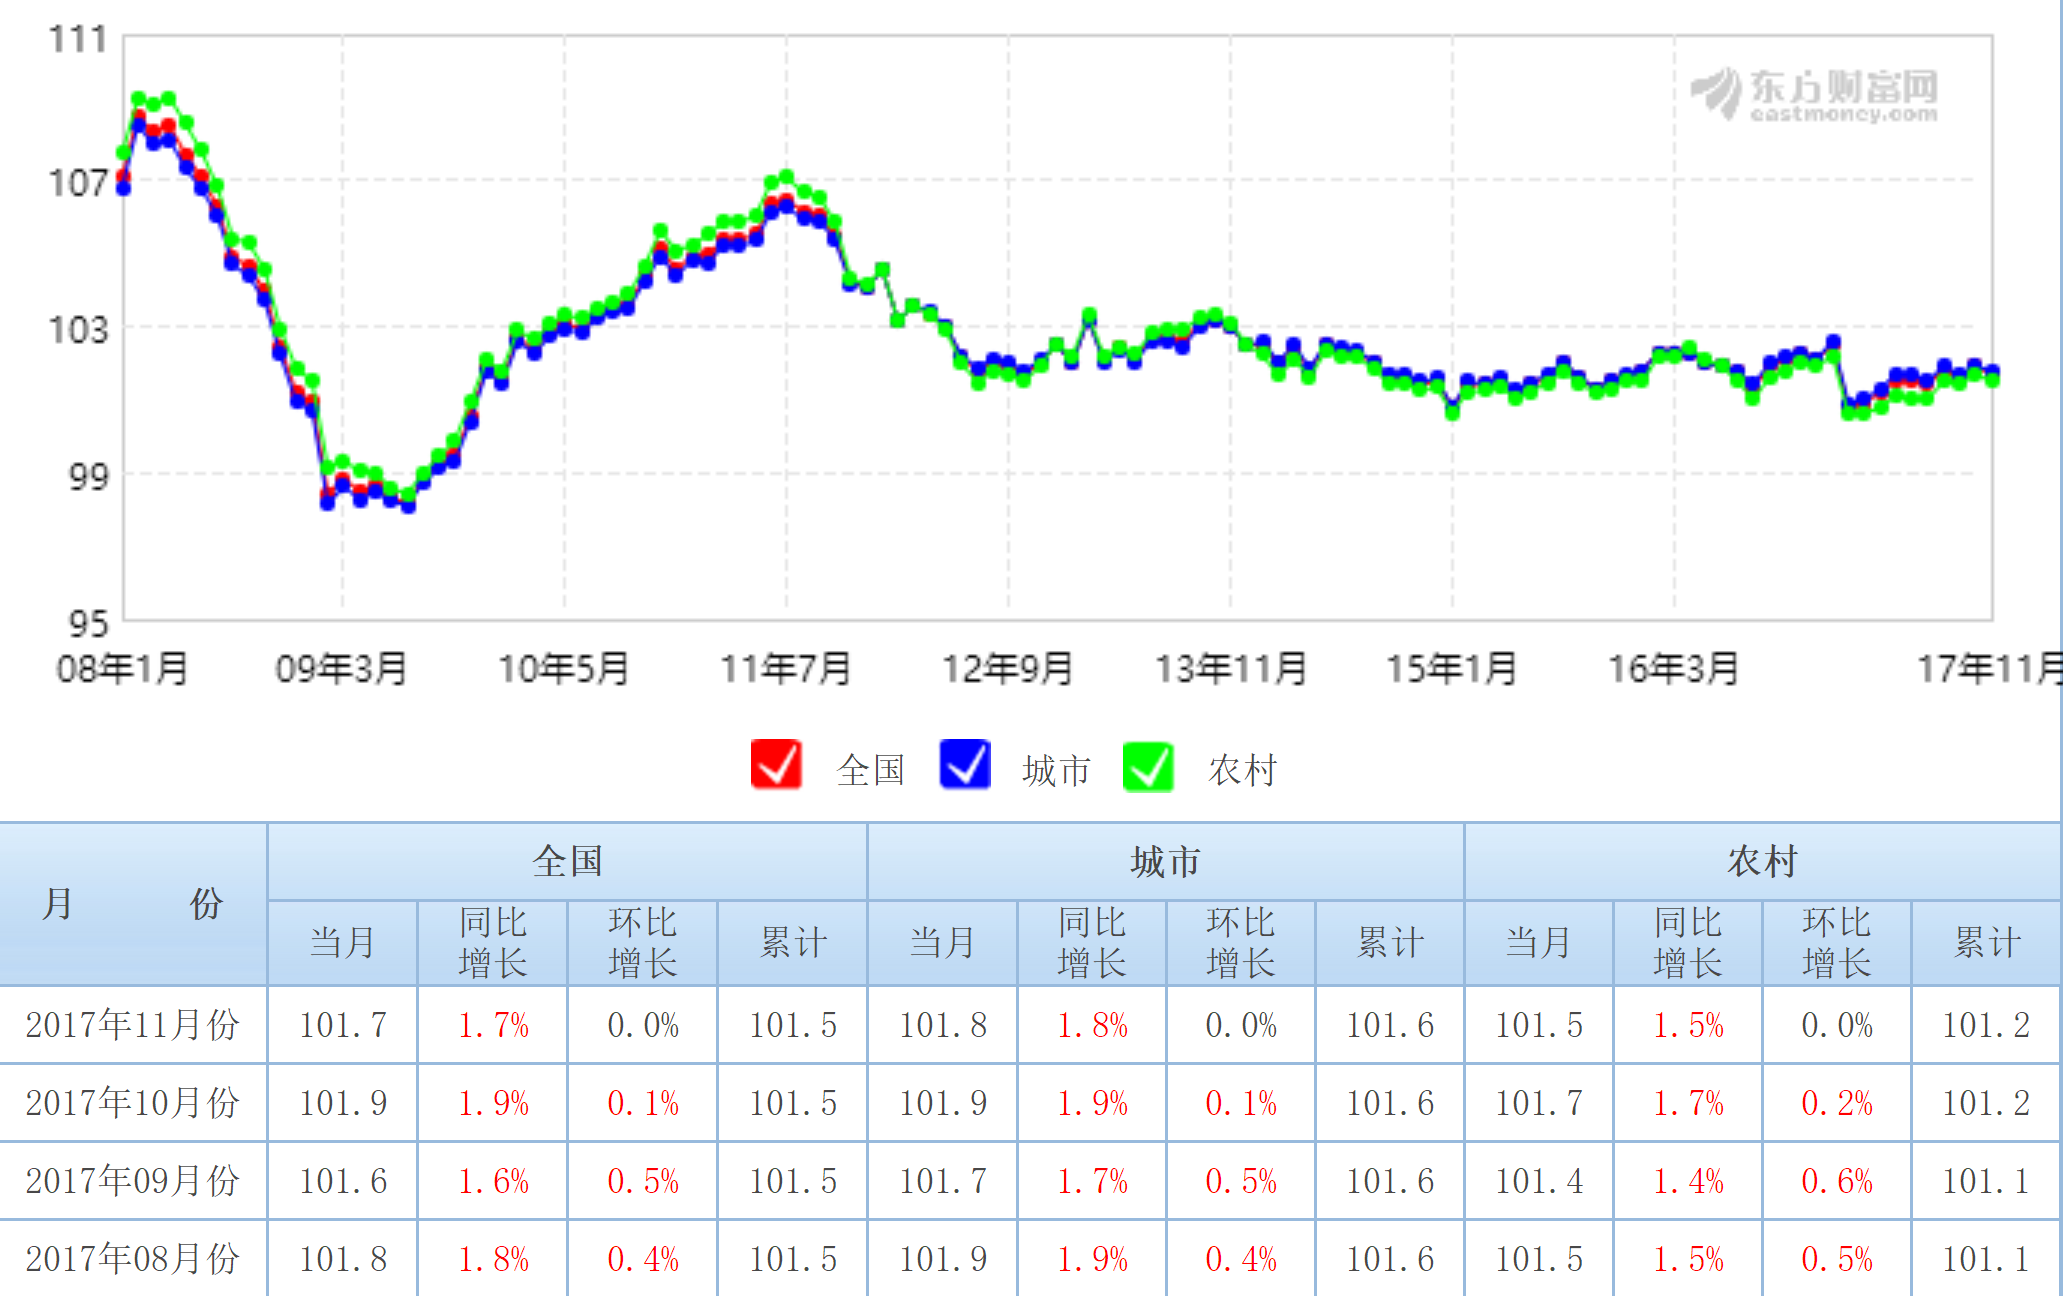 111
东方财富网
eastmoney.com
107
103
99
95
08年1月 09年3月 10年5月 11年7月 12年9月 13年11月 15年1月 16年3月 17年11月
全国 城市 农村
月 份 全国 城市 农村
当月 同比增长 环比增长 累计 当月 同比增长 环比增长 累计 当月 同比增长 环比增长 累计
2017年11月份 101.7 1.7% 0.0% 101.5 101.8 1.8% 0.0% 101.6 101.5 1.5% 0.0% 101.2
2017年10月份 101.9 1.9% 0.1% 101.5 101.9 1.9% 0.1% 101.6 101.7 1.7% 0.2% 101.2
2017年09月份 101.6 1.6% 0.5% 101.5 101.7 1.7% 0.5% 101.6 101.4 1.4% 0.6% 101.1
2017年08月份 101.8 1.8% 0.4% 101.5 101.9 1.9% 0.4% 101.6 101.5 1.5% 0.5% 101.1